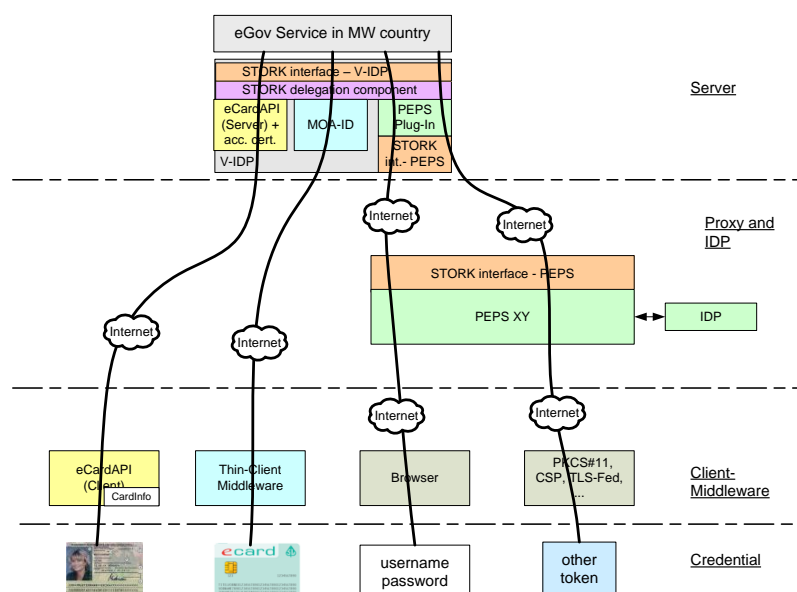 eGov Service in MW country
STORK interface – V-IDP
STORK delegation component
Server
eCardAPI
(Server) +
acc. cert.
MOA-ID
PEPS
Plug-In
STORK
int.- PEPS
V-IDP
Internet
Internet
Proxy and
IDP
STORK interface - PEPS
PEPS XY
IDP
Internet
Internet
Internet
Internet
eCardAPI
(Client)
CardInfo
Thin-Client
Middleware
Browser
PKCS#11,
CSP, TLS-Fed,
...
Client-
Middleware
ecard
username
password
other
token
Credential